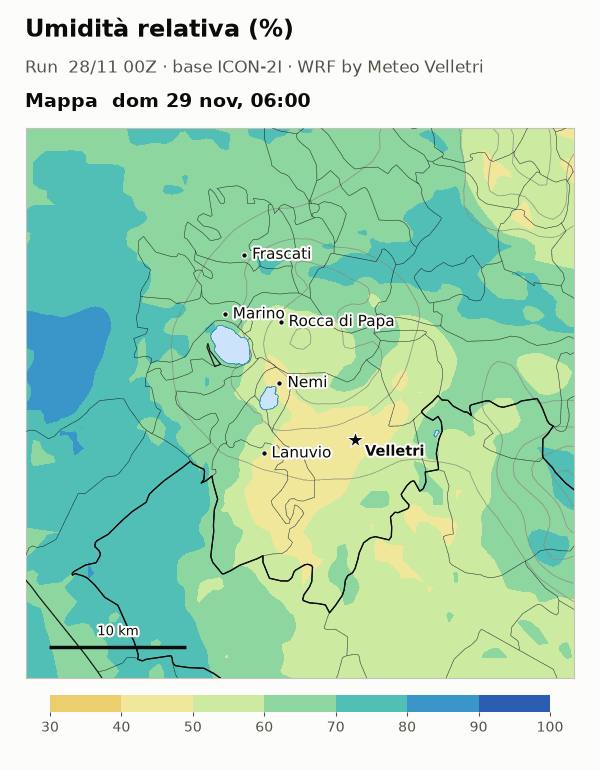 Umidità relativa (%)
Run  28/11 00Z · base ICON-2I · WRF by Meteo Velletri
Mappa  dom 29 nov, 06:00
Frascati
Marino
Rocca di Papa
Nemi
Velletri
Lanuvio
10 km
30 40 50 60 70 80 90 100